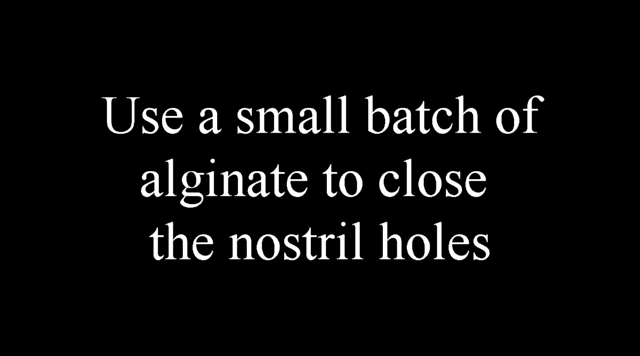 Use a small batch of
alginate to close
the nostril holes